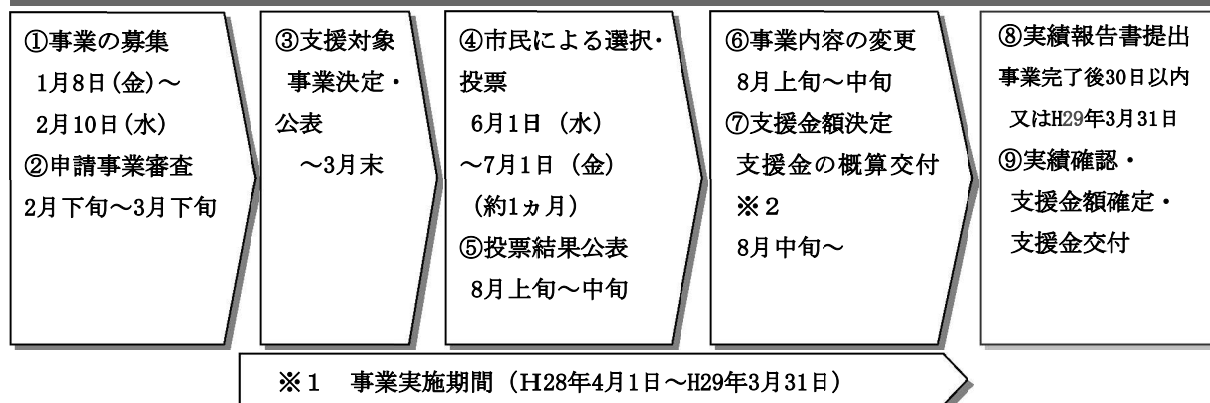 ①事業の募集
1月8日(金)～
2月10日(水)
②申請事業審査
2月下旬～3月下旬
③支援対象
事業決定・
公表
～3月末
④市民による選択・
投票
6月1日（水）
～7月1日（金）
（約1ヵ月）
⑤投票結果公表
8月上旬～中旬
⑥事業内容の変更
8月上旬～中旬
⑦支援金額決定
支援金の概算交付
※２
8月中旬～
⑧実績報告書提出
事業完了後30日以内
又はH29年3月31日
⑨実績確認・
支援金額確定・
支援金交付
※１　事業実施期間（H28年4月1日～H29年3月31日）